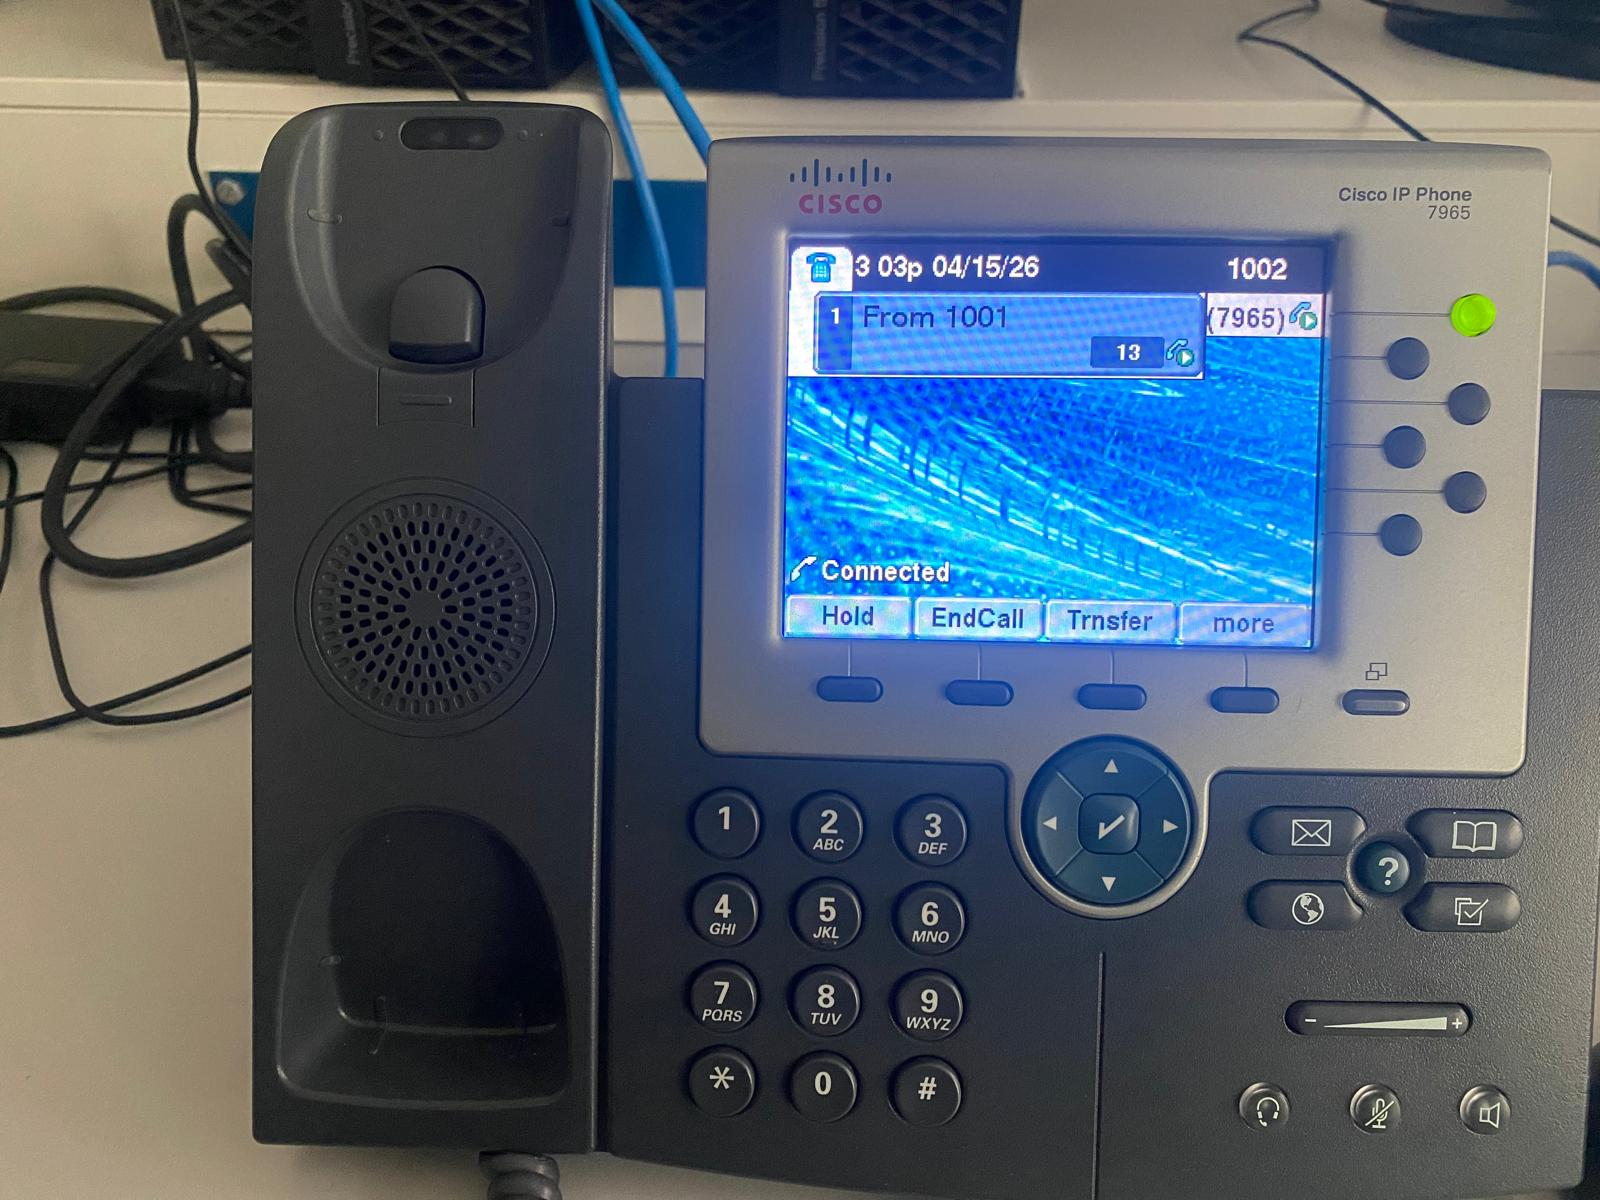 Precision
Precision
CISCO
Cisco IP Phone
7965
3 03p 04/15/26 1002
1 From 1001 (7965)
13
Connected
Hold EndCall Trnsfer more
1 2 3
ABC DEF
4 5 6
GHI JKL MNO
7 8 9
PQRS TUV WXYZ
* 0 #
?
- +